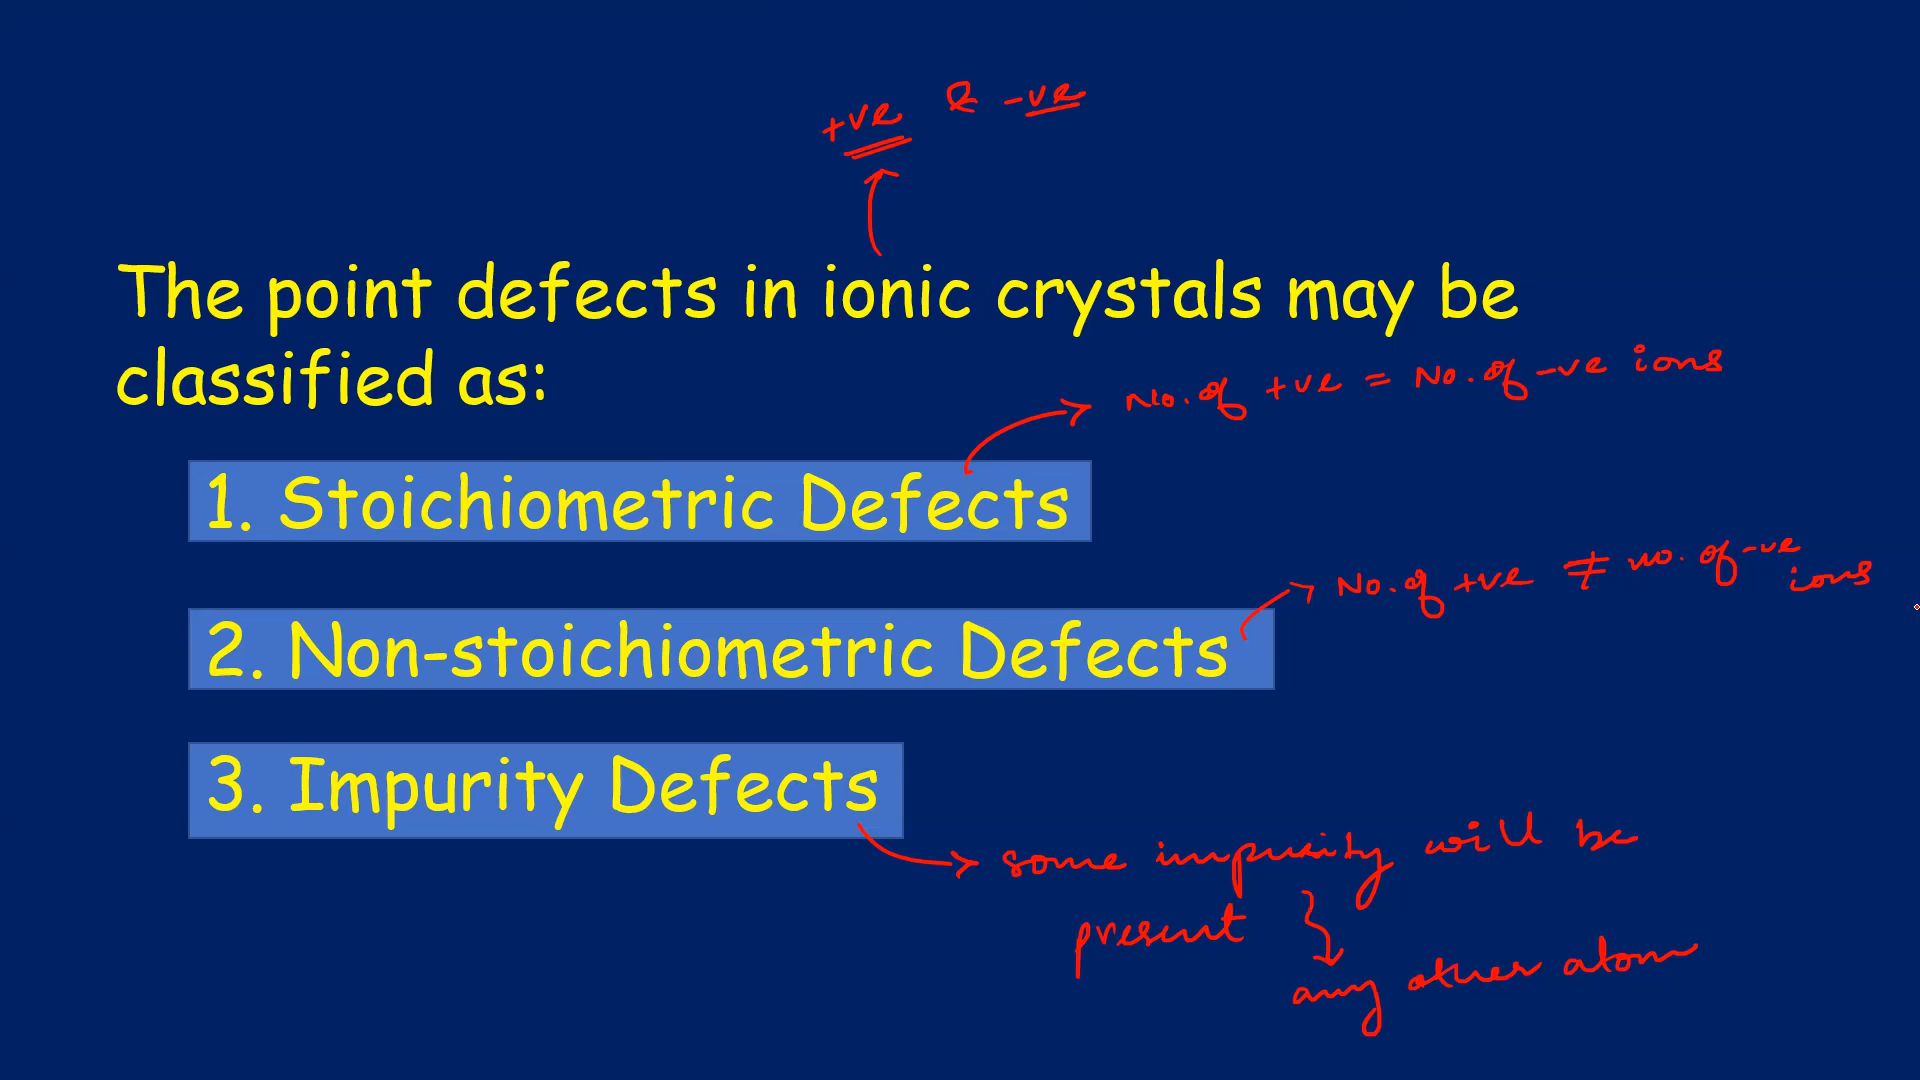 +ve & -ve
The point defects in ionic crystals may be
classified as:
No. of +ve = No. of -ve ions
1. Stoichiometric Defects
No. of +ve ≠ no. of -ve
ions
2. Non-stoichiometric Defects
3. Impurity Defects
some impurity will be
present
any other atom